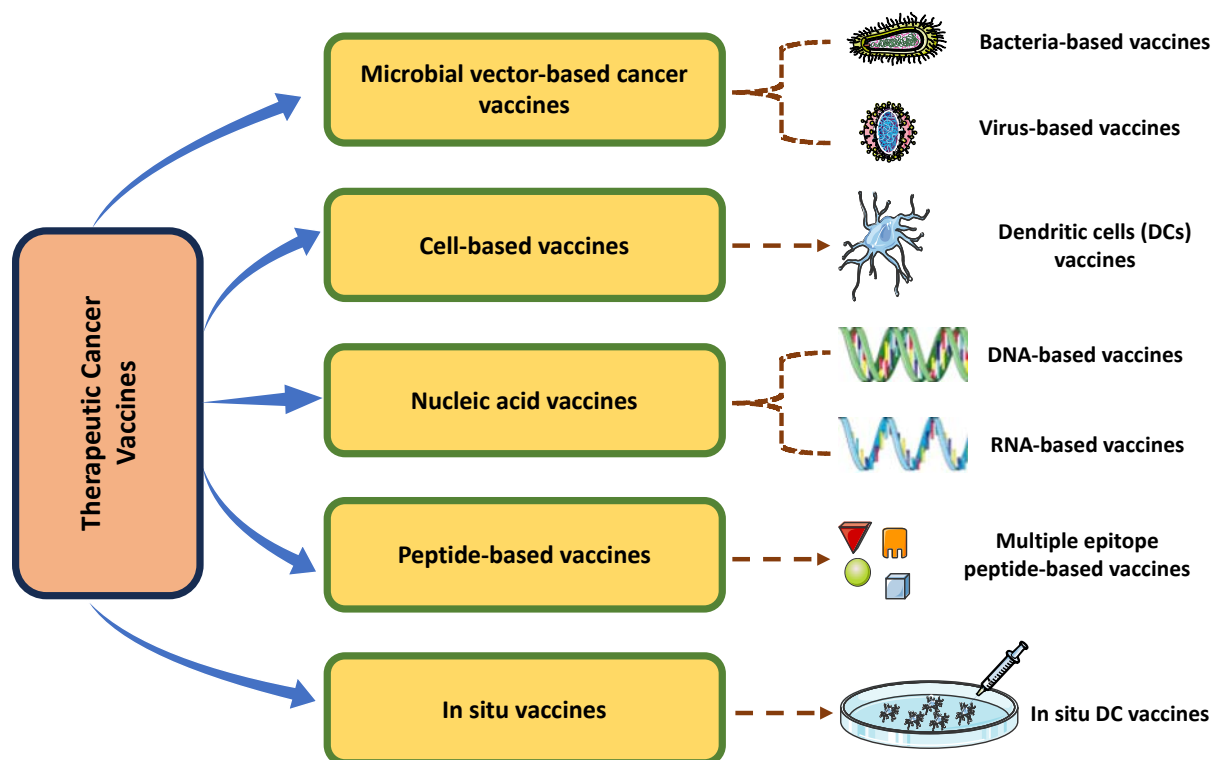 Therapeutic Cancer
Vaccines
Microbial vector-based cancer
vaccines
Bacteria-based vaccines
Virus-based vaccines
Cell-based vaccines
Dendritic cells (DCs)
vaccines
Nucleic acid vaccines
DNA-based vaccines
RNA-based vaccines
Peptide-based vaccines
Multiple epitope
peptide-based vaccines
In situ vaccines
In situ DC vaccines